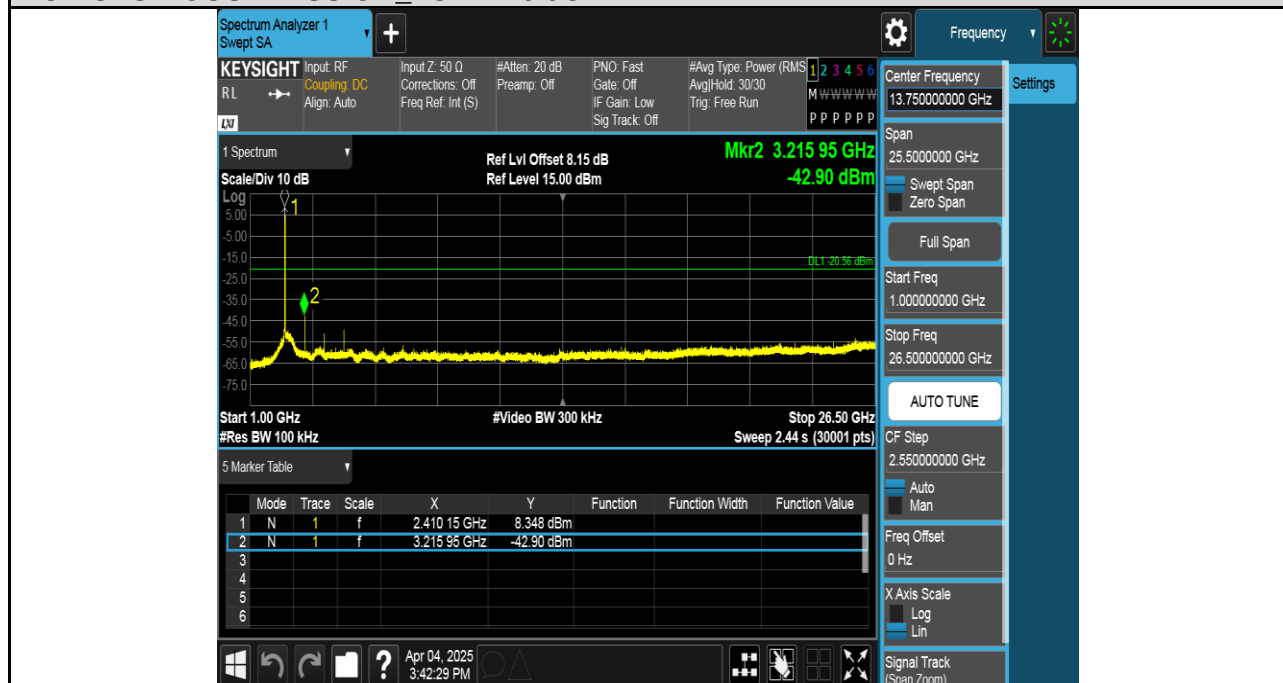 Spectrum Analyzer 1
Swept SA
+
Frequency
KEYSIGHT
RL
LXI
Input: RF
Coupling: DC
Align: Auto
Input Z: 50 Ω
Corrections: Off
Freq Ref: Int (S)
#Atten: 20 dB
Preamp: Off
PNO: Fast
Gate: Off
IF Gain: Low
Sig Track: Off
#Avg Type: Power (RMS
Avg|Hold: 30/30
Trig: Free Run
1 2 3 4 5 6
M W W W W W
P P P P P P
1 Spectrum
Scale/Div 10 dB
Ref Lvl Offset 8.15 dB
Ref Level 15.00 dBm
Mkr2 3.215 95 GHz
-42.90 dBm
Log
5.00
-5.00
-15.0
-25.0
-35.0
-45.0
-55.0
-65.0
-75.0
1
2
DL1 -20.56 dBm
Start 1.00 GHz
#Video BW 300 kHz
Stop 26.50 GHz
#Res BW 100 kHz
Sweep 2.44 s (30001 pts)
5 Marker Table
Mode Trace Scale X Y Function Function Width Function Value
1 N 1 f 2.410 15 GHz 8.348 dBm
2 N 1 f 3.215 95 GHz -42.90 dBm
3
4
5
6
?
Apr 04, 2025
3:42:29 PM
Center Frequency
13.750000000 GHz
Settings
Span
25.5000000 GHz
Swept Span
Zero Span
Full Span
Start Freq
1.000000000 GHz
Stop Freq
26.500000000 GHz
AUTO TUNE
CF Step
2.550000000 GHz
Auto
Man
Freq Offset
0 Hz
X Axis Scale
Log
Lin
Signal Track
(Span Zoom)